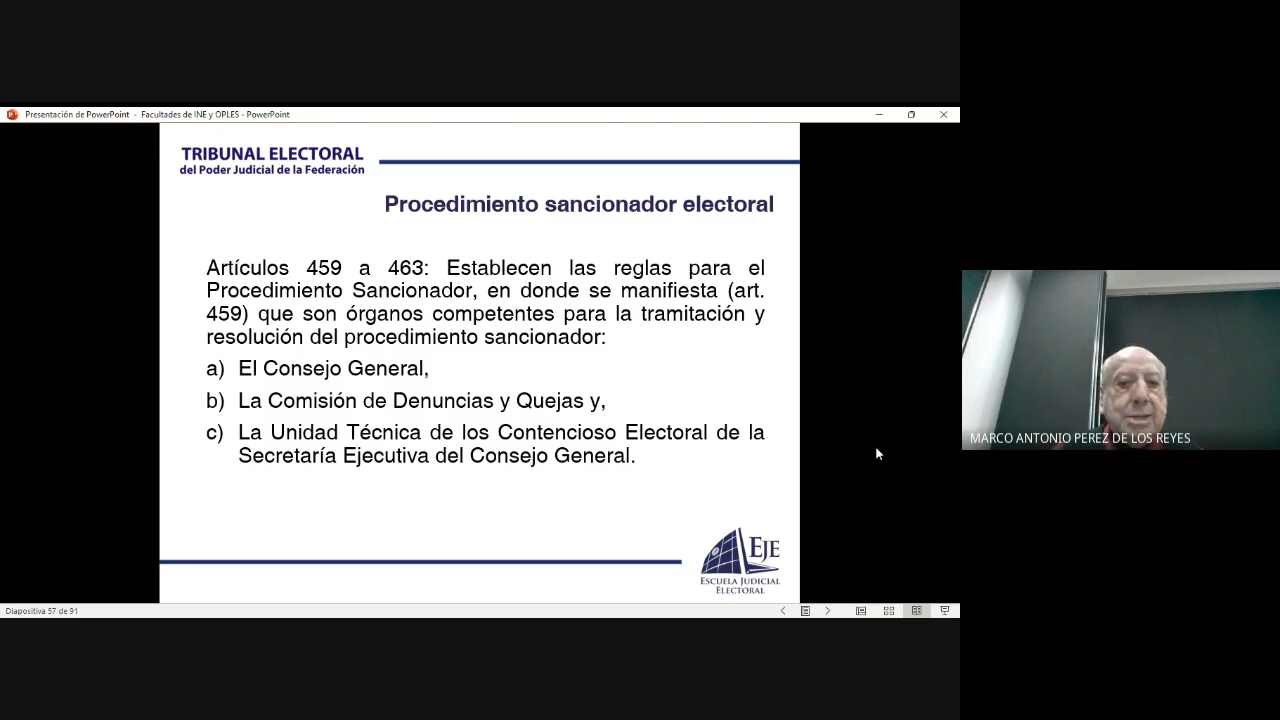 Presentación de PowerPoint - Facultades de INE y OPLES - PowerPoint
TRIBUNAL ELECTORAL
del Poder Judicial de la Federación
Procedimiento sancionador electoral
Artículos 459 a 463: Establecen las reglas para el
Procedimiento Sancionador, en donde se manifiesta (art.
459) que son órganos competentes para la tramitación y
resolución del procedimiento sancionador:
a) El Consejo General,
b) La Comisión de Denuncias y Quejas y,
c) La Unidad Técnica de los Contencioso Electoral de la
Secretaría Ejecutiva del Consejo General.
EJE
ESCUELA JUDICIAL
ELECTORAL
Diapositiva 57 de 91
MARCO ANTONIO PEREZ DE LOS REYES